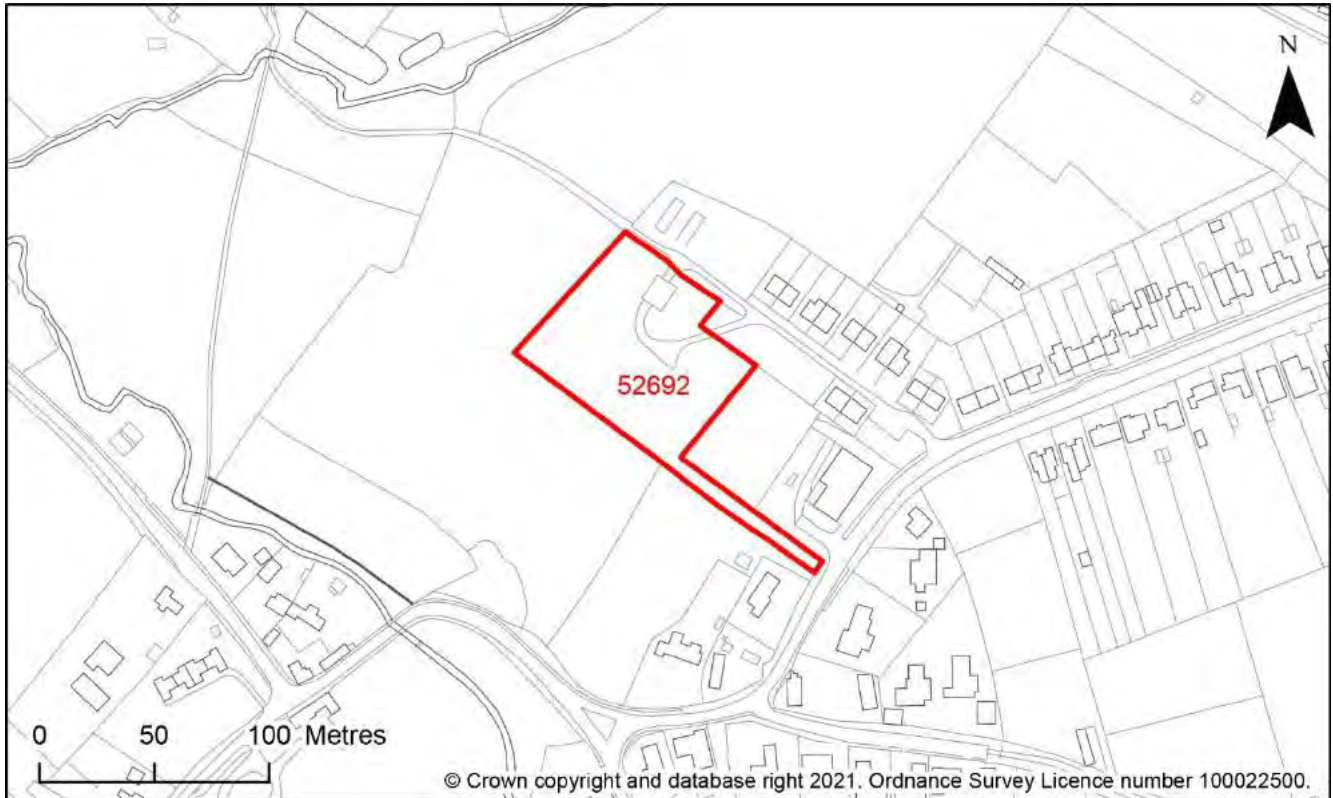 N
52692
0 50 100 Metres
© Crown copyright and database right 2021. Ordnance Survey Licence number 100022500.